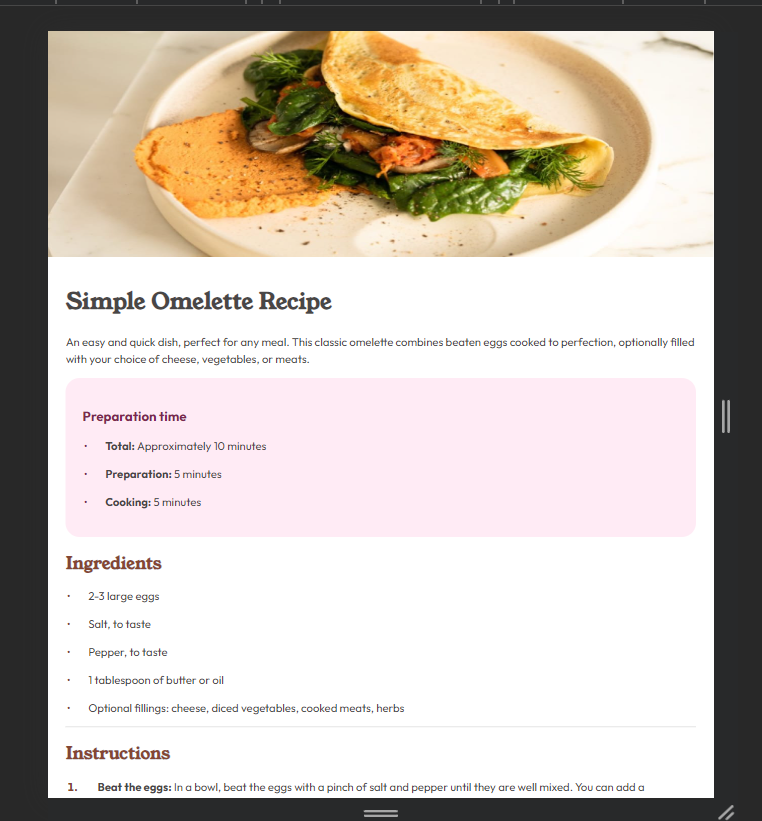 Simple Omelette Recipe
An easy and quick dish, perfect for any meal. This classic omelette combines beaten eggs cooked to perfection, optionally filled
with your choice of cheese, vegetables, or meats.
Preparation time
• Total: Approximately 10 minutes
• Preparation: 5 minutes
• Cooking: 5 minutes
Ingredients
• 2-3 large eggs
• Salt, to taste
• Pepper, to taste
• 1 tablespoon of butter or oil
• Optional fillings: cheese, diced vegetables, cooked meats, herbs
Instructions
1. Beat the eggs: In a bowl, beat the eggs with a pinch of salt and pepper until they are well mixed. You can add a